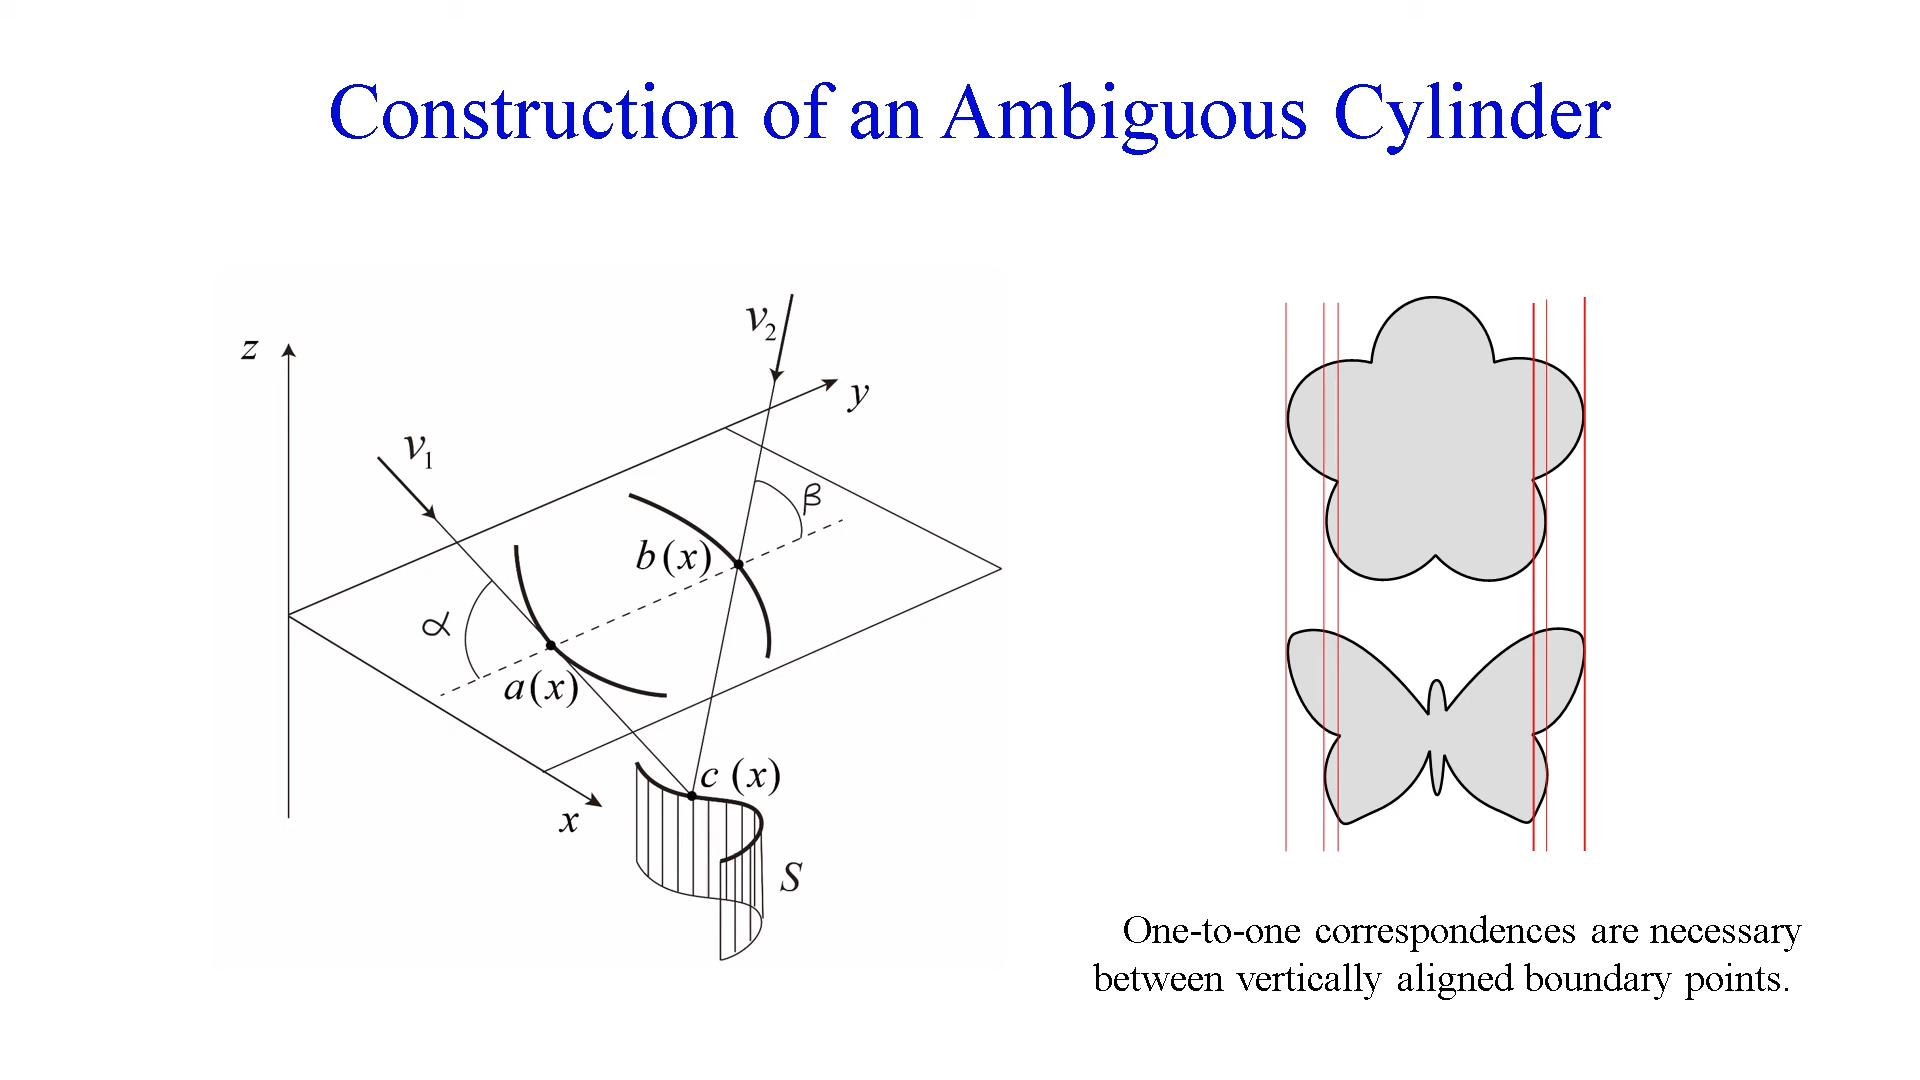 Construction of an Ambiguous Cylinder
v2
z
y
v1
β
b(x)
α
a(x)
c (x)
x
S
One-to-one correspondences are necessary
between vertically aligned boundary points.